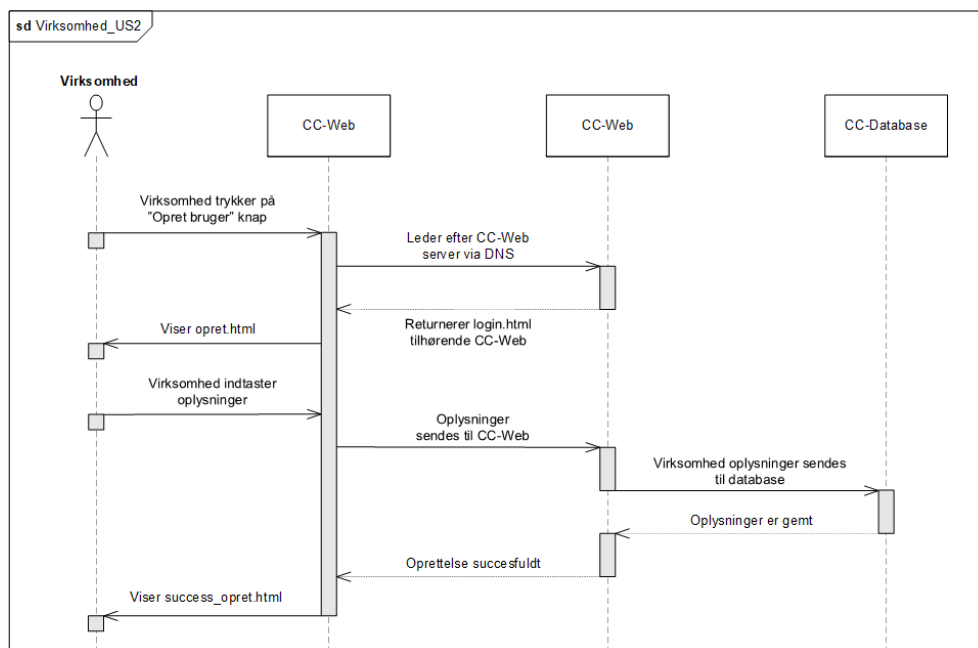 sd Virksomhed_US2
Virksomhed
CC-Web
CC-Web
CC-Database
Virksomhed trykker på
"Opret bruger" knap
Leder efter CC-Web
server via DNS
Returnerer login.html
tilhørende CC-Web
Viser opret.html
Virksomhed indtaster
oplysninger
Oplysninger
sendes til CC-Web
Virksomhed oplysninger sendes
til database
Oplysninger er gemt
Oprettelse succesfuldt
Viser success_opret.html